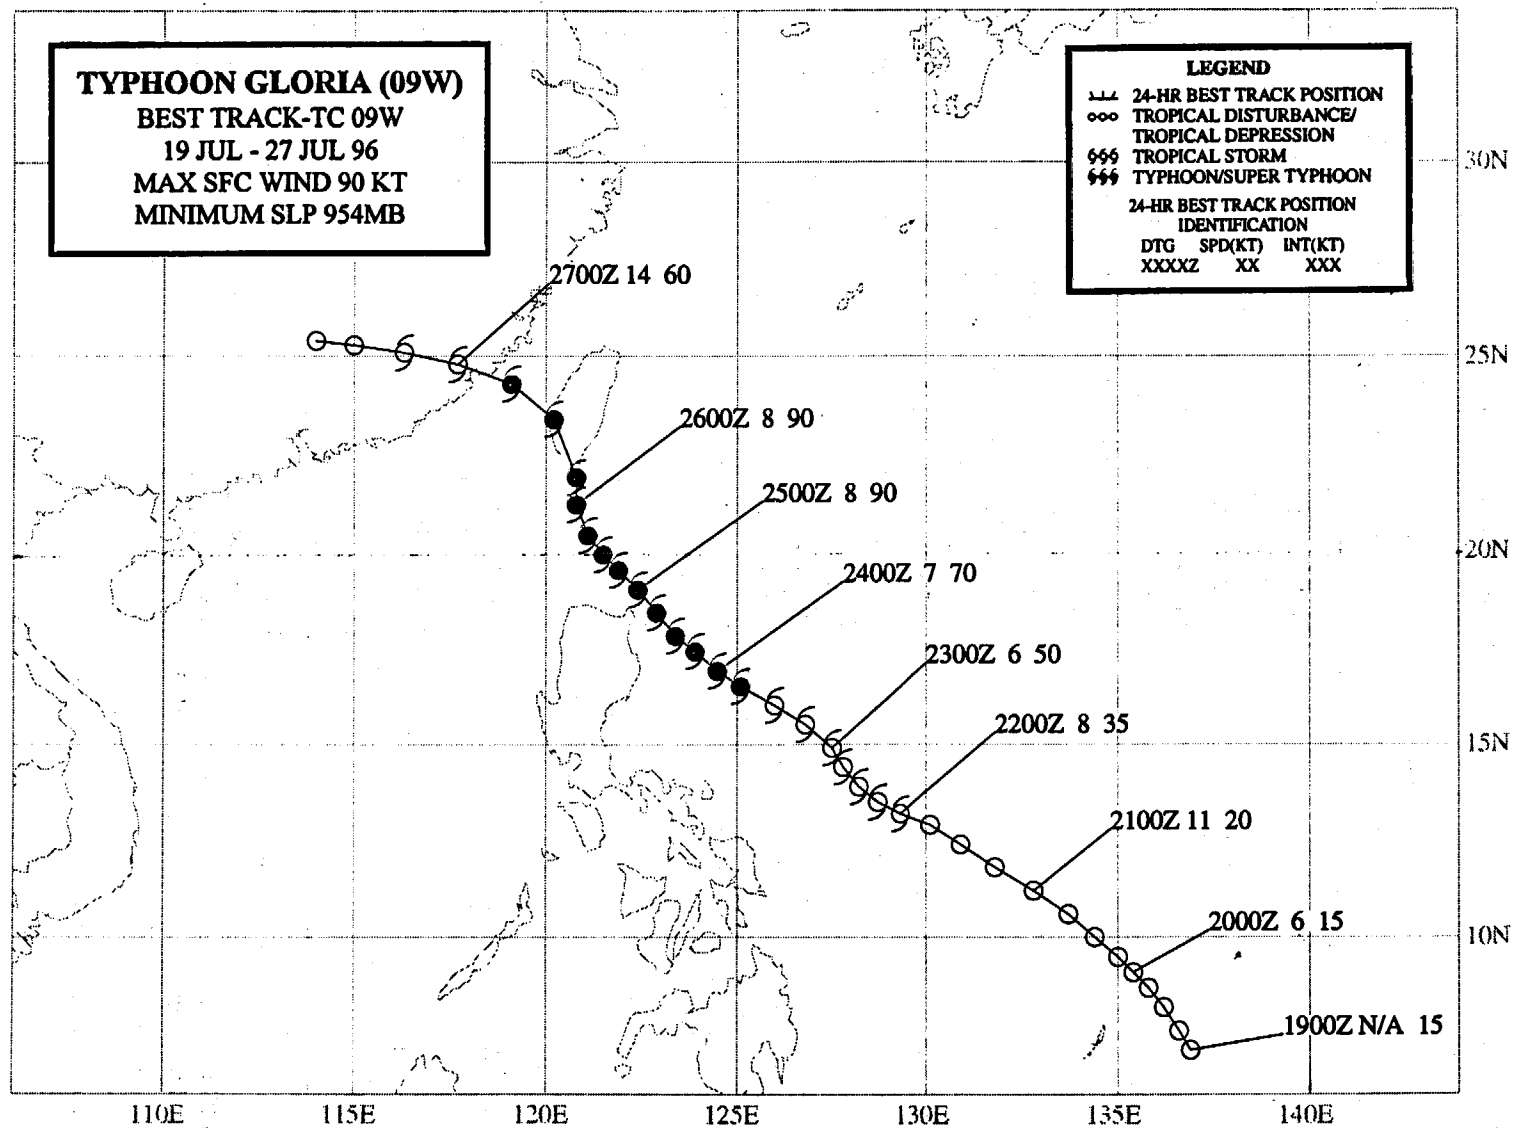 TYPHOON GLORIA (09W)
BEST TRACK-TC 09W
19 JUL - 27 JUL 96
MAX SFC WIND 90 KT
MINIMUM SLP 954MB
LEGEND
24-HR BEST TRACK POSITION
TROPICAL DISTURBANCE/
TROPICAL DEPRESSION
TROPICAL STORM
TYPHOON/SUPER TYPHOON
24-HR BEST TRACK POSITION
IDENTIFICATION
DTG SPD(KT) INT(KT)
XXXXZ XX XXX
30N
2700Z 14 60
25N
2600Z 8 90
2500Z 8 90
20N
2400Z 7 70
2300Z 6 50
2200Z 8 35
15N
2100Z 11 20
2000Z 6 15
10N
1900Z N/A 15
110E 115E 120E 125E 130E 135E 140E